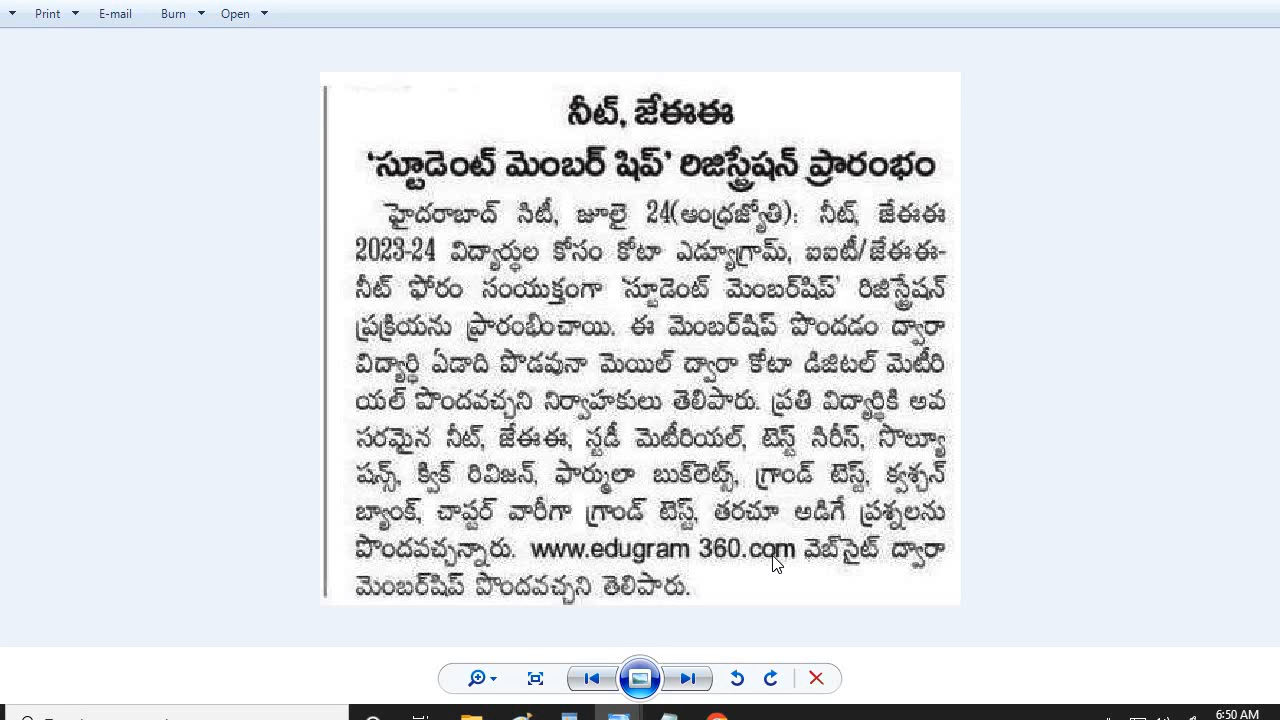 Print
E-mail
Burn
Open
నీట్, జేఈఈ
‘స్టూడెంట్ మెంబర్ షిప్’ రిజిస్ట్రేషన్ ప్రారంభం
హైదరాబాద్ సిటీ, జూలై 24(ఆంధ్రజ్యోతి): నీట్, జేఈఈ
2023-24 విద్యార్థుల కోసం కోటా ఎడ్యూగ్రామ్, ఐఐటీ/జేఈఈ-
నీట్ ఫోరం సంయుక్తంగా ‘స్టూడెంట్ మెంబర్‌షిప్’ రిజిస్ట్రేషన్
ప్రక్రియను ప్రారంభించాయి. ఈ మెంబర్‌షిప్ పొందడం ద్వారా
విద్యార్థి ఏడాది పొడవునా మెయిల్ ద్వారా కోటా డిజిటల్ మెటీరి
యల్ పొందవచ్చని నిర్వాహకులు తెలిపారు. ప్రతి విద్యార్థికి అవ
సరమైన నీట్, జేఈఈ, స్టడీ మెటీరియల్, టెస్ట్ సిరీస్, సొల్యూ
షన్స్, క్విక్ రివిజన్, ఫార్ములా బుక్‌లెట్స్, గ్రాండ్ టెస్ట్, క్వశ్చన్
బ్యాంక్, చాప్టర్ వారీగా గ్రాండ్ టెస్ట్, తరచూ అడిగే ప్రశ్నలను
పొందవచ్చన్నారు. www.edugram 360.com వెబ్‌సైట్ ద్వారా
మెంబర్‌షిప్ పొందవచ్చని తెలిపారు.
6:50 AM